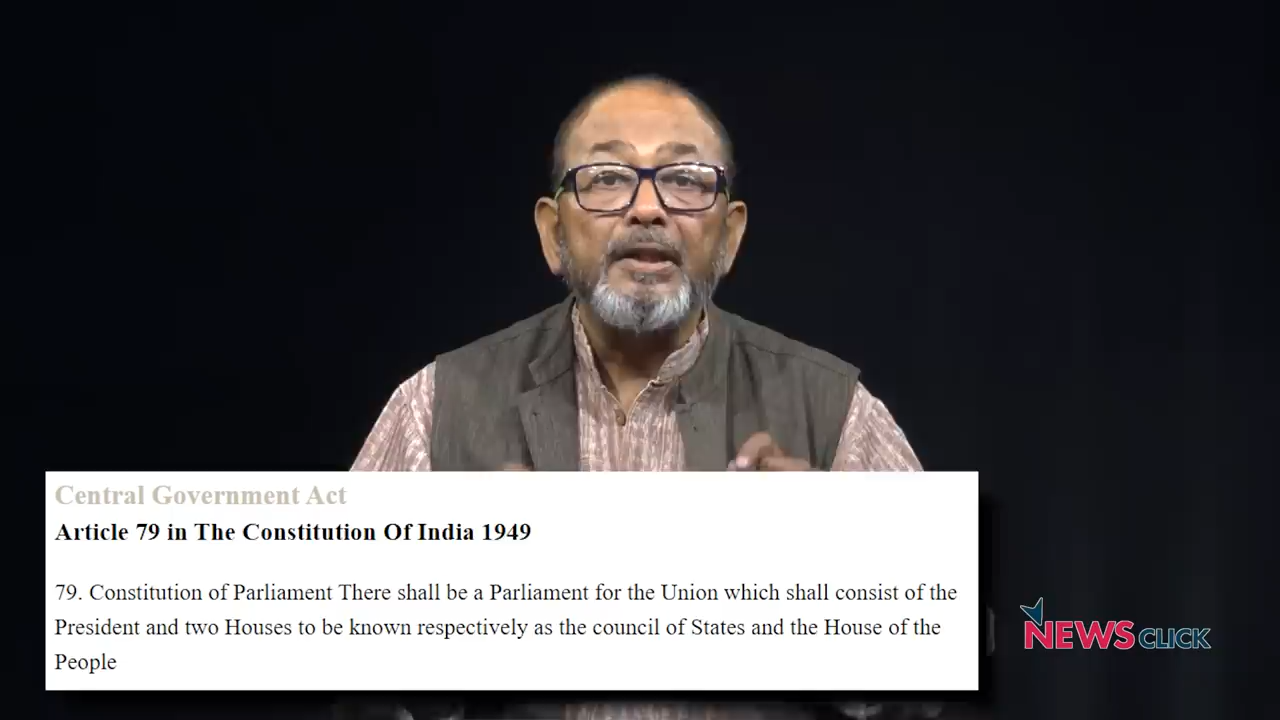 Central Government Act
Article 79 in The Constitution Of India 1949
79. Constitution of Parliament There shall be a Parliament for the Union which shall consist of the
President and two Houses to be known respectively as the council of States and the House of the
People
NEWSCLICK